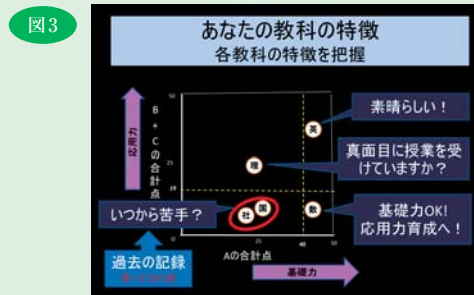 図3
あなたの教科の特徴
各教科の特徴を把握
50
B+Cの合計点
応用力
英
素晴らしい！
理
真面目に授業を受
けていますか？
25
19
いつから苦手？
社
国
数
基礎力OK!
応用力育成へ！
0
25
40
50
Aの合計点
過去の記録
基礎力